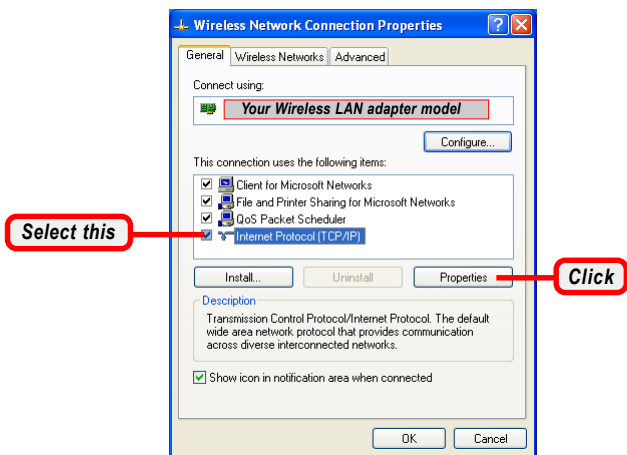 Wireless Network Connection Properties
General Wireless Networks Advanced
Connect using:
Your Wireless LAN adapter model
Configure...
This connection uses the following items:
Client for Microsoft Networks
File and Printer Sharing for Microsoft Networks
QoS Packet Scheduler
Select this
Internet Protocol (TCP/IP)
Install... Uninstall Properties
Click
Description
Transmission Control Protocol/Internet Protocol. The default
wide area network protocol that provides communication
across diverse interconnected networks.
Show icon in notification area when connected
OK Cancel